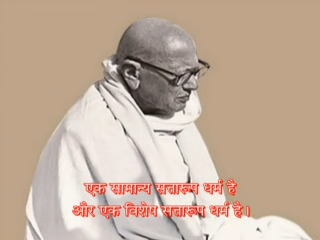 एक सामान्य सत्तारूप धर्म है
और एक विशेष सत्तारूप धर्म है।